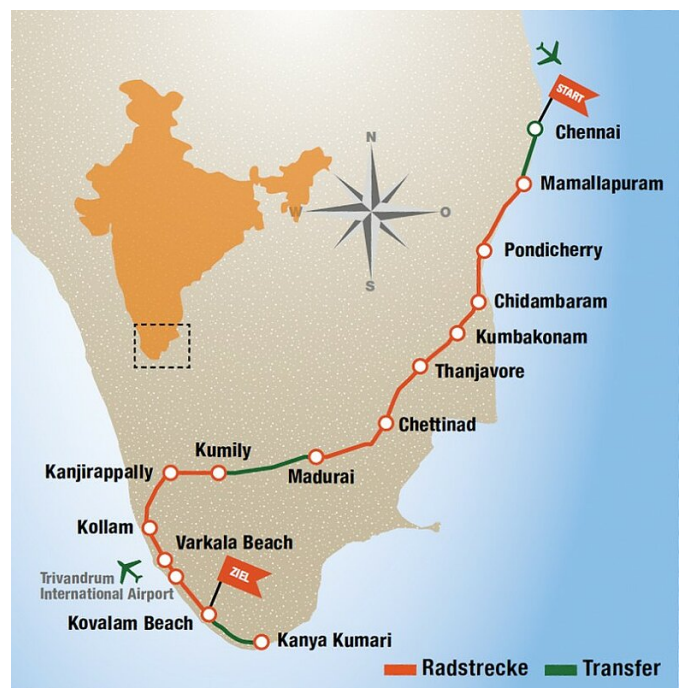 START
Chennai
N
Mamallapuram
W
O
Pondicherry
S
Chidambaram
Kumbakonam
Thanjavore
Chettinad
Kumily
Kanjirappally
Madurai
Kollam
Varkala Beach
ZIEL
Trivandrum
International Airport
Kovalam Beach
Kanya Kumari
Radstrecke
Transfer